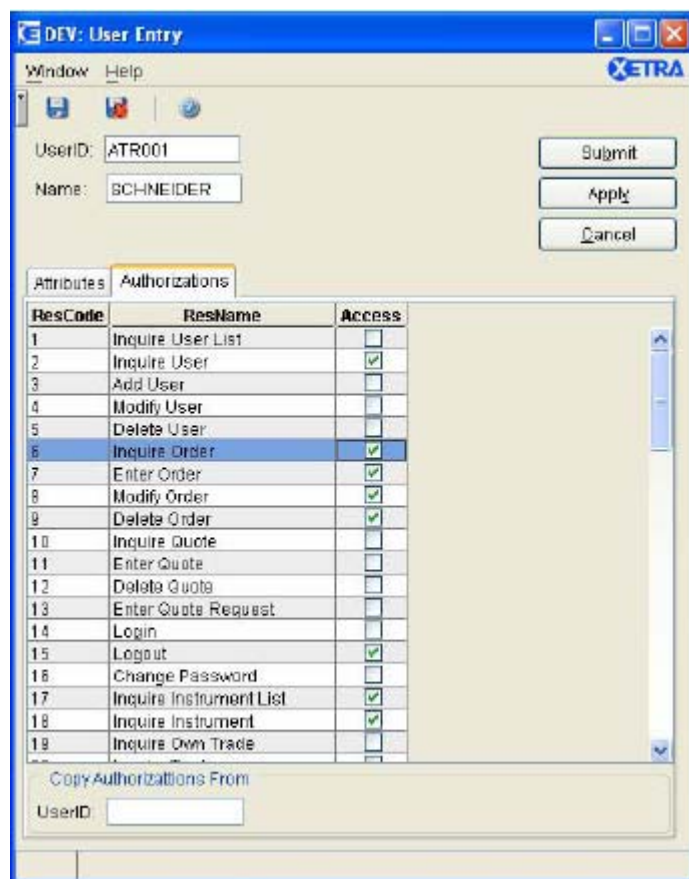 DEV: User Entry
Window Help
XETRA
UserID: ATR001
Submit
Name: SCHNEIDER
Apply
Cancel
Attributes Authorizations
ResCode ResName Access
1 Inquire User List
2 Inquire User
3 Add User
4 Modify User
5 Delete User
6 Inquire Order
7 Enter Order
8 Modify Order
9 Delete Order
10 Inquire Quote
11 Enter Quote
12 Delete Quote
13 Enter Quote Request
14 Login
15 Logout
16 Change Password
17 Inquire Instrument List
18 Inquire Instrument
19 Inquire Own Trade
Copy Authorizattions From
UserID: